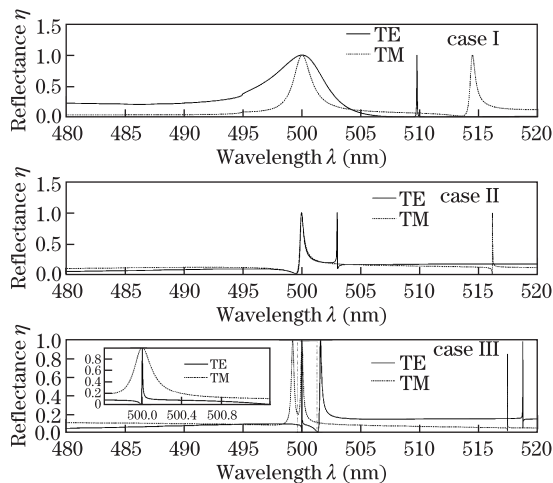 Reflectance η
1.5
1.0
0.5
0.0
TE
TM
case I
480 485 490 495 500 505 510 515 520
Wavelength λ (nm)
Reflectance η
1.5
1.0
0.5
0.0
TE
TM
case II
480 485 490 495 500 505 510 515 520
Wavelength λ (nm)
Reflectance η
1.0
0.8
0.6
0.4
0.2
0.0
0.8
0.6
0.4
0.2
0
TE
TM
500.0 500.4 500.8
TE
TM
case III
480 485 490 495 500 505 510 515 520
Wavelength λ (nm)